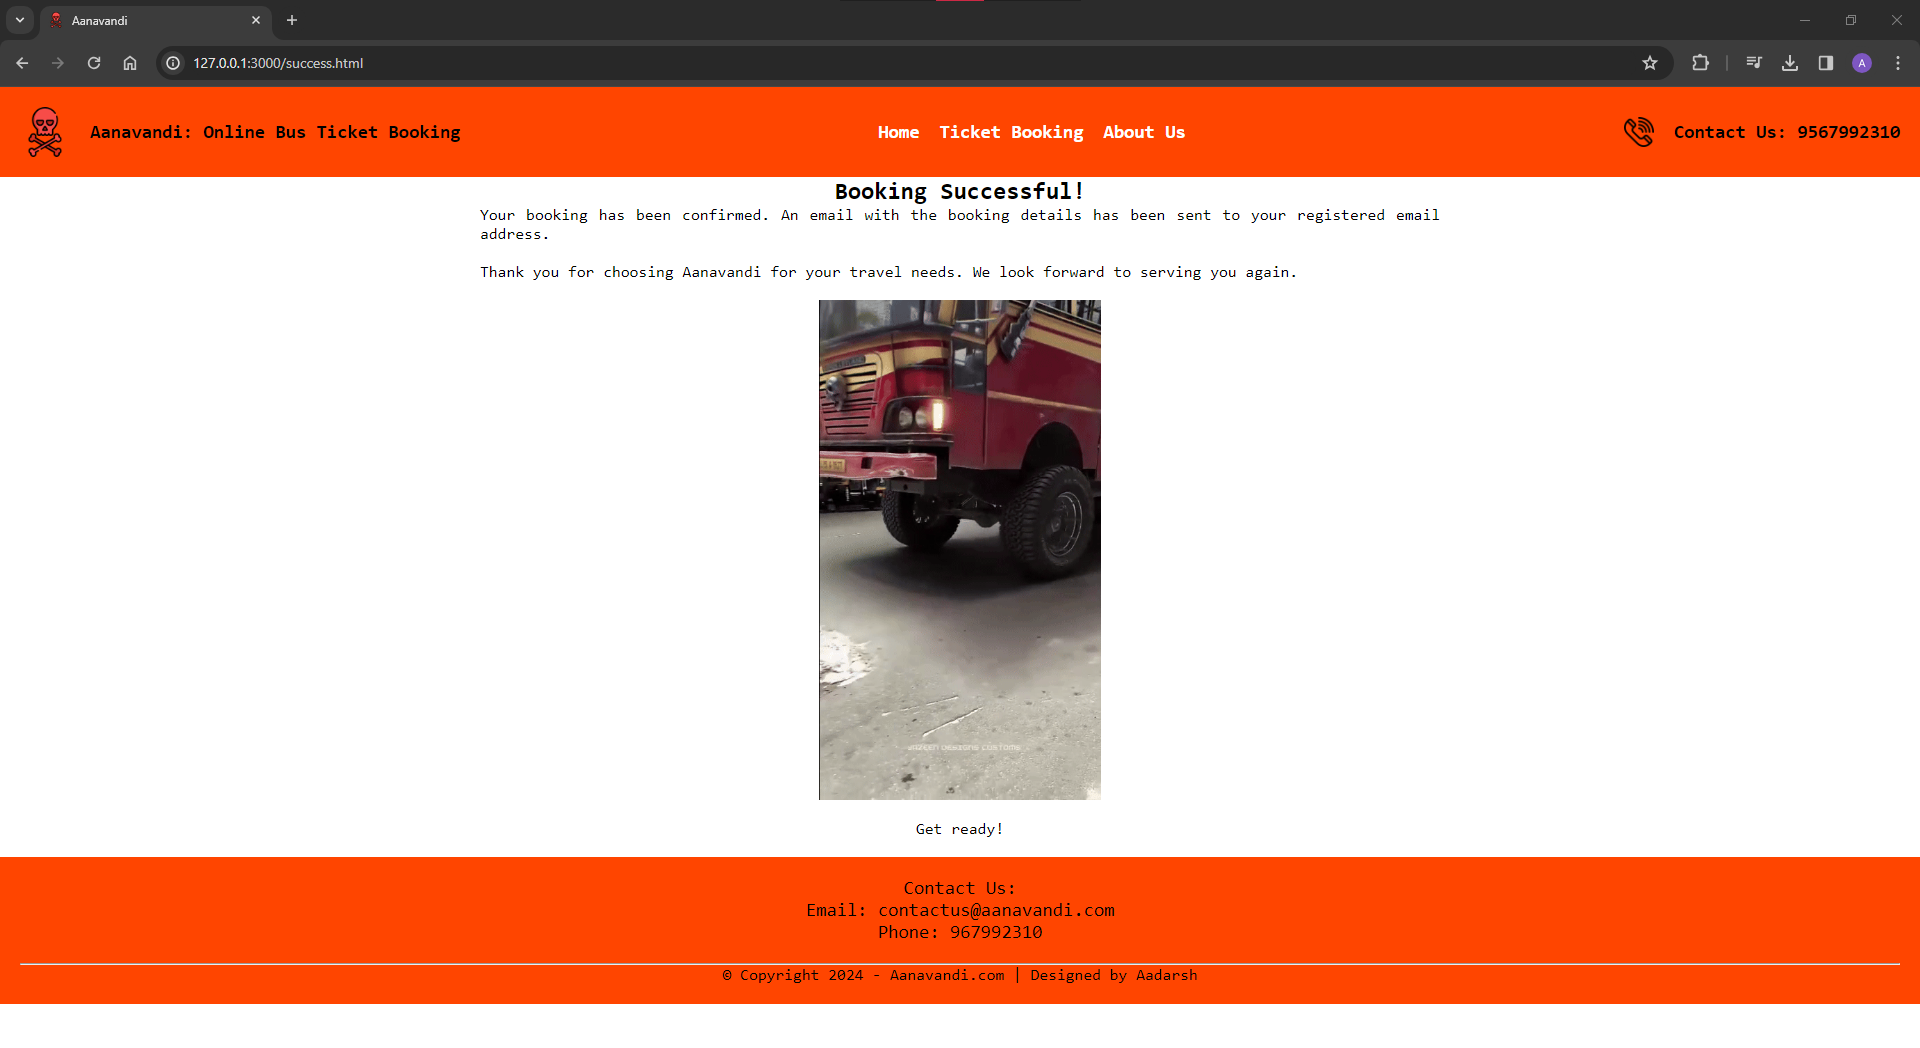 Aanavandi
127.0.0.1:3000/success.html
A
Aanavandi: Online Bus Ticket Booking
Home Ticket Booking About Us
Contact Us: 9567992310
Booking Successful!
Your booking has been confirmed. An email with the booking details has been sent to your registered email
address.
Thank you for choosing Aanavandi for your travel needs. We look forward to serving you again.
DESIGNS CUSTOMS
Get ready!
Contact Us:
Email: contactus@aanavandi.com
Phone: 967992310
© Copyright 2024 - Aanavandi.com | Designed by Aadarsh